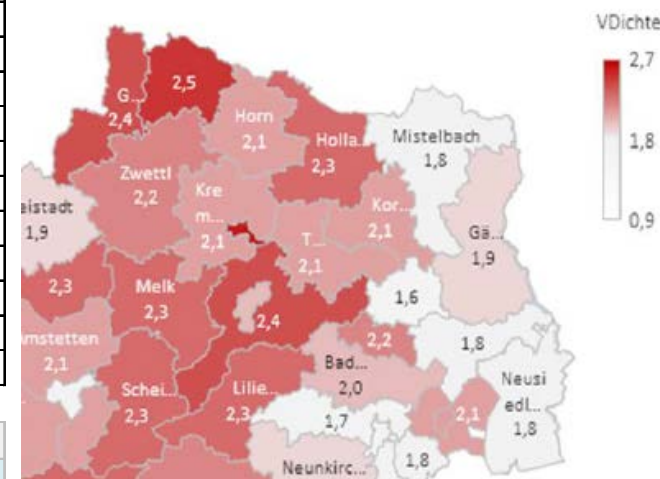 VDichte
2,7
1,8
0,9
2,5
G...
2,4
Horn
2,1
Holla...
2,3
Mistelbach
1,8
Zwettl
2,2
Kre
m...
2,1
Kor...
2,1
eistadt
1,9
T...
2,1
Ga...
1,9
2,3
Melk
2,3
2,4
1,6
mstetten
2,1
2,2
1,8
Bad...
2,0
Neusi
edl...
1,8
Schei...
2,3
Lilie...
2,3
1,7
2,1
Neunkirc...
1,8